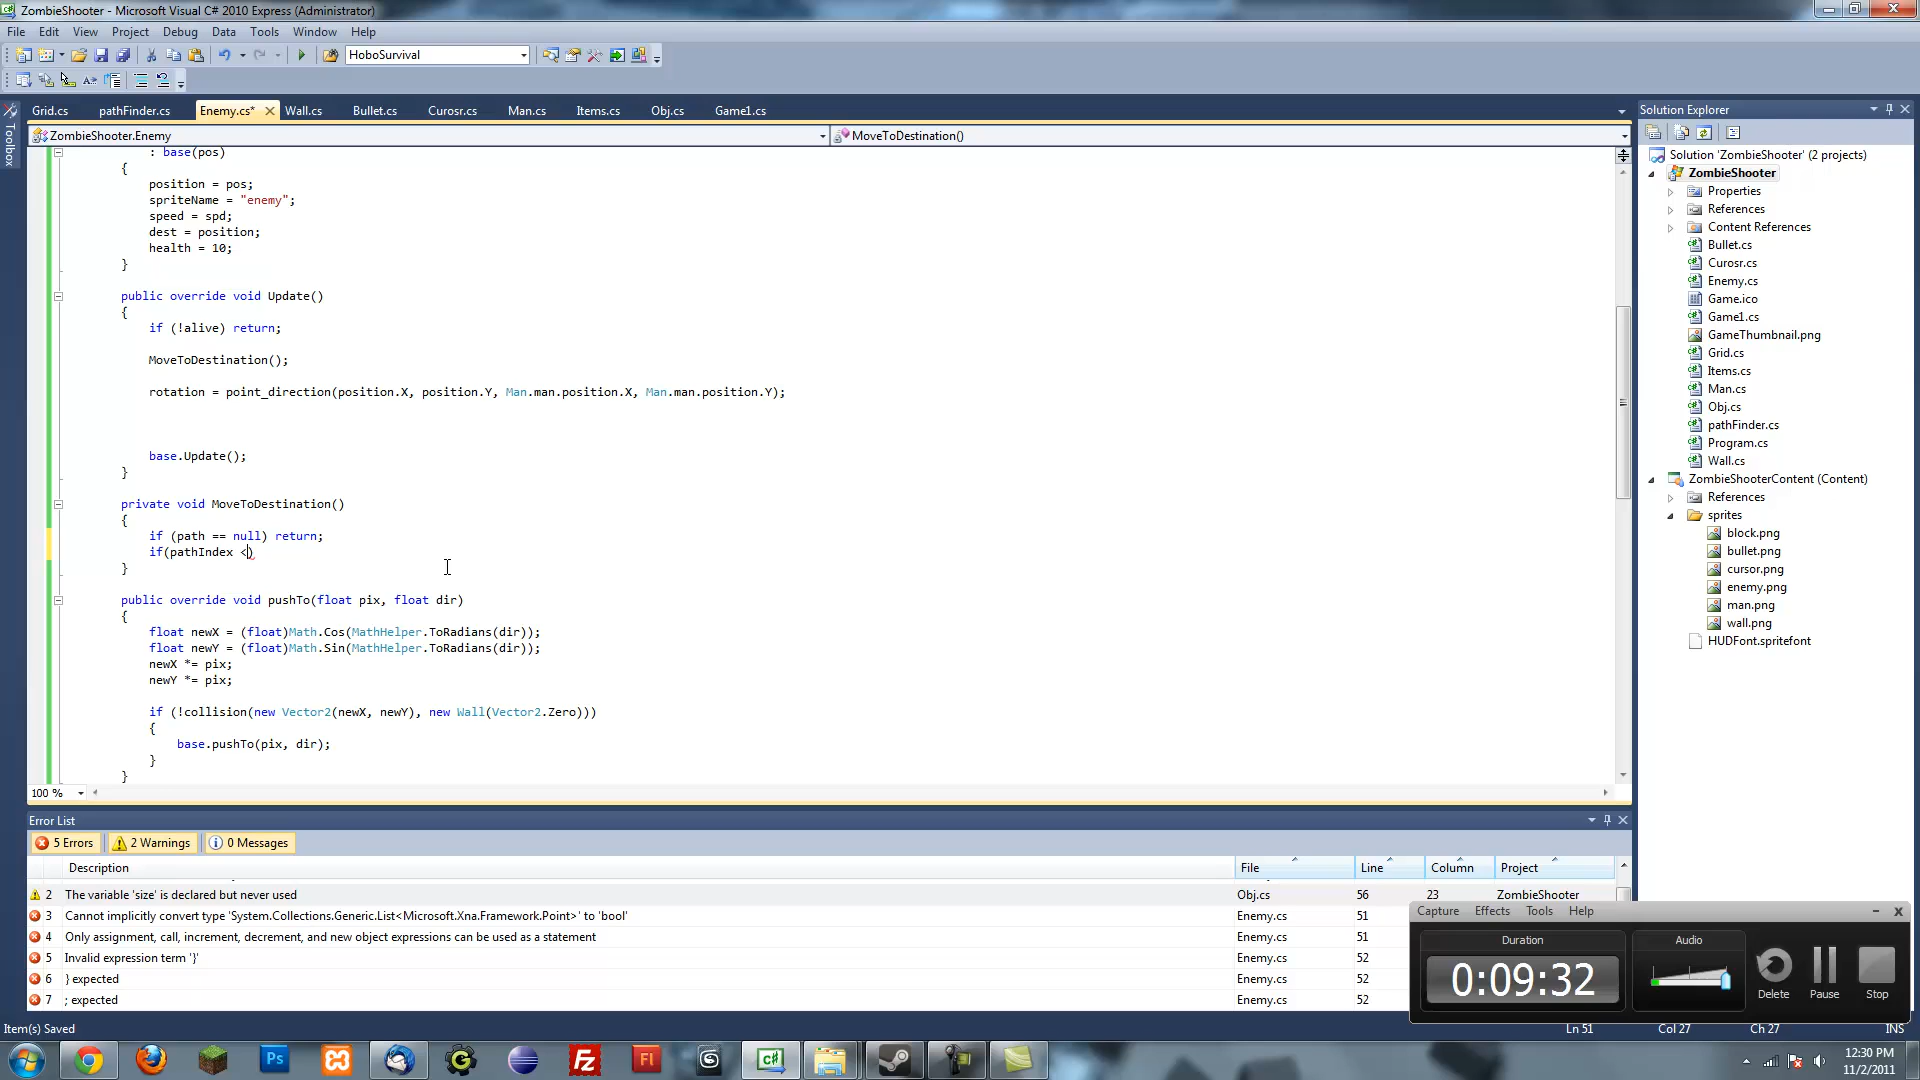 ZombieShooter - Microsoft Visual C# 2010 Express (Administrator)
File Edit View Project Debug Data Tools Window Help
HoboSurvival
Grid.cs pathFinder.cs Enemy.cs* Wall.cs Bullet.cs Curosr.cs Man.cs Items.cs Obj.cs Game1.cs
ZombieShooter.Enemy MoveToDestination()
Toolbox
: base(pos)
{
position = pos;
spriteName = "enemy";
speed = spd;
dest = position;
health = 10;
}
public override void Update()
{
if (!alive) return;
MoveToDestination();
rotation = point_direction(position.X, position.Y, Man.man.position.X, Man.man.position.Y);
base.Update();
}
private void MoveToDestination()
{
if (path == null) return;
if(pathIndex <)
}
public override void pushTo(float pix, float dir)
{
float newX = (float)Math.Cos(MathHelper.ToRadians(dir));
float newY = (float)Math.Sin(MathHelper.ToRadians(dir));
newX *= pix;
newY *= pix;
if (!collision(new Vector2(newX, newY), new Wall(Vector2.Zero)))
{
base.pushTo(pix, dir);
}
}
100 %
Solution Explorer
Solution 'ZombieShooter' (2 projects)
ZombieShooter
Properties
References
Content References
Bullet.cs
Curosr.cs
Enemy.cs
Game.ico
Game1.cs
GameThumbnail.png
Grid.cs
Items.cs
Man.cs
Obj.cs
pathFinder.cs
Program.cs
Wall.cs
ZombieShooterContent (Content)
References
sprites
block.png
bullet.png
cursor.png
enemy.png
man.png
wall.png
HUDFont.spritefont
Error List
5 Errors 2 Warnings 0 Messages
Description File Line Column Project
2 The variable 'size' is declared but never used Obj.cs 56 23 ZombieShooter
3 Cannot implicitly convert type 'System.Collections.Generic.List<Microsoft.Xna.Framework.Point>' to 'bool' Enemy.cs 51
4 Only assignment, call, increment, decrement, and new object expressions can be used as a statement Enemy.cs 51
5 Invalid expression term '}' Enemy.cs 52
6 } expected Enemy.cs 52
7 ; expected Enemy.cs 52
Capture Effects Tools Help
Duration Audio
0:09:32
Delete Pause Stop
Item(s) Saved Ln 51 Col 27 Ch 27 INS
Ps Fl
12:30 PM
11/2/2011